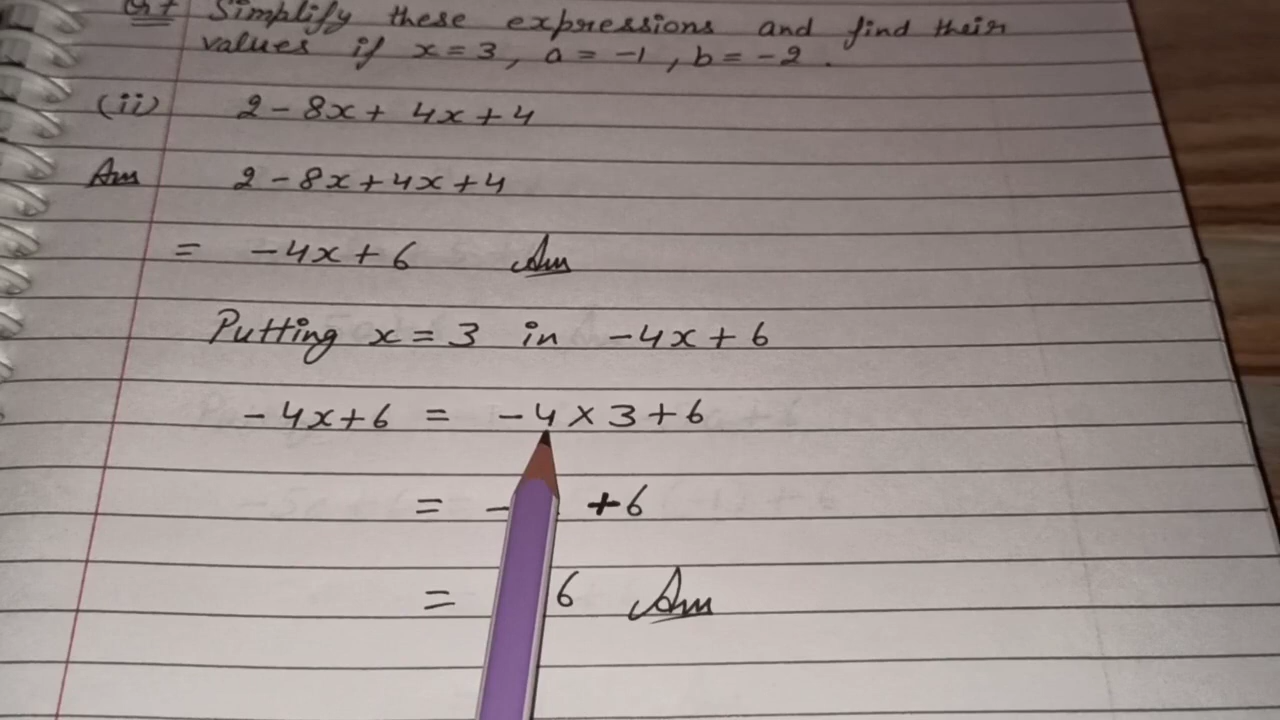 Simplify these expressions and find their
values if x = 3, a = -1, b = -2.
(ii) 2 - 8x + 4x + 4
Ans 2 - 8x + 4x + 4
= -4x + 6 Ans
Putting x = 3 in -4x + 6
-4x + 6 = -4 × 3 + 6
= - + 6
= 6 Ans